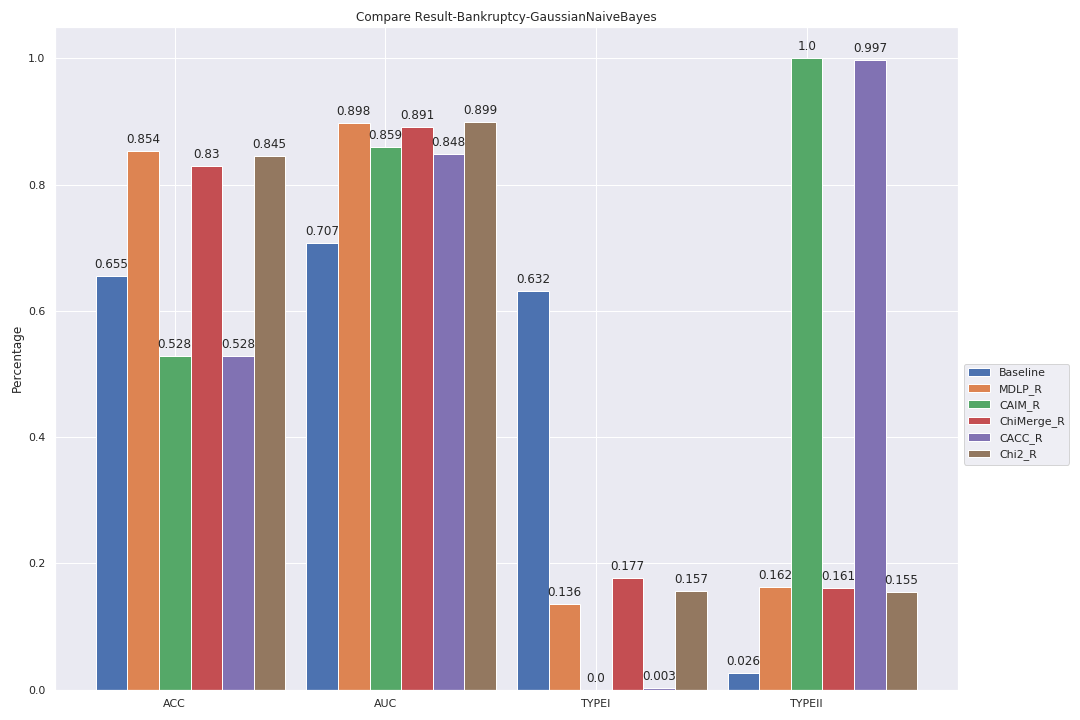 Compare Result-Bankruptcy-GaussianNaiveBayes
Percentage
1.0
0.8
0.6
0.4
0.2
0.0
0.655
0.854
0.528
0.83
0.528
0.845
0.707
0.898
0.859
0.891
0.848
0.899
0.632
0.136
0.0
0.177
0.003
0.157
0.026
0.162
1.0
0.161
0.997
0.155
ACC
AUC
TYPEI
TYPEII
Baseline
MDLP_R
CAIM_R
ChiMerge_R
CACC_R
Chi2_R